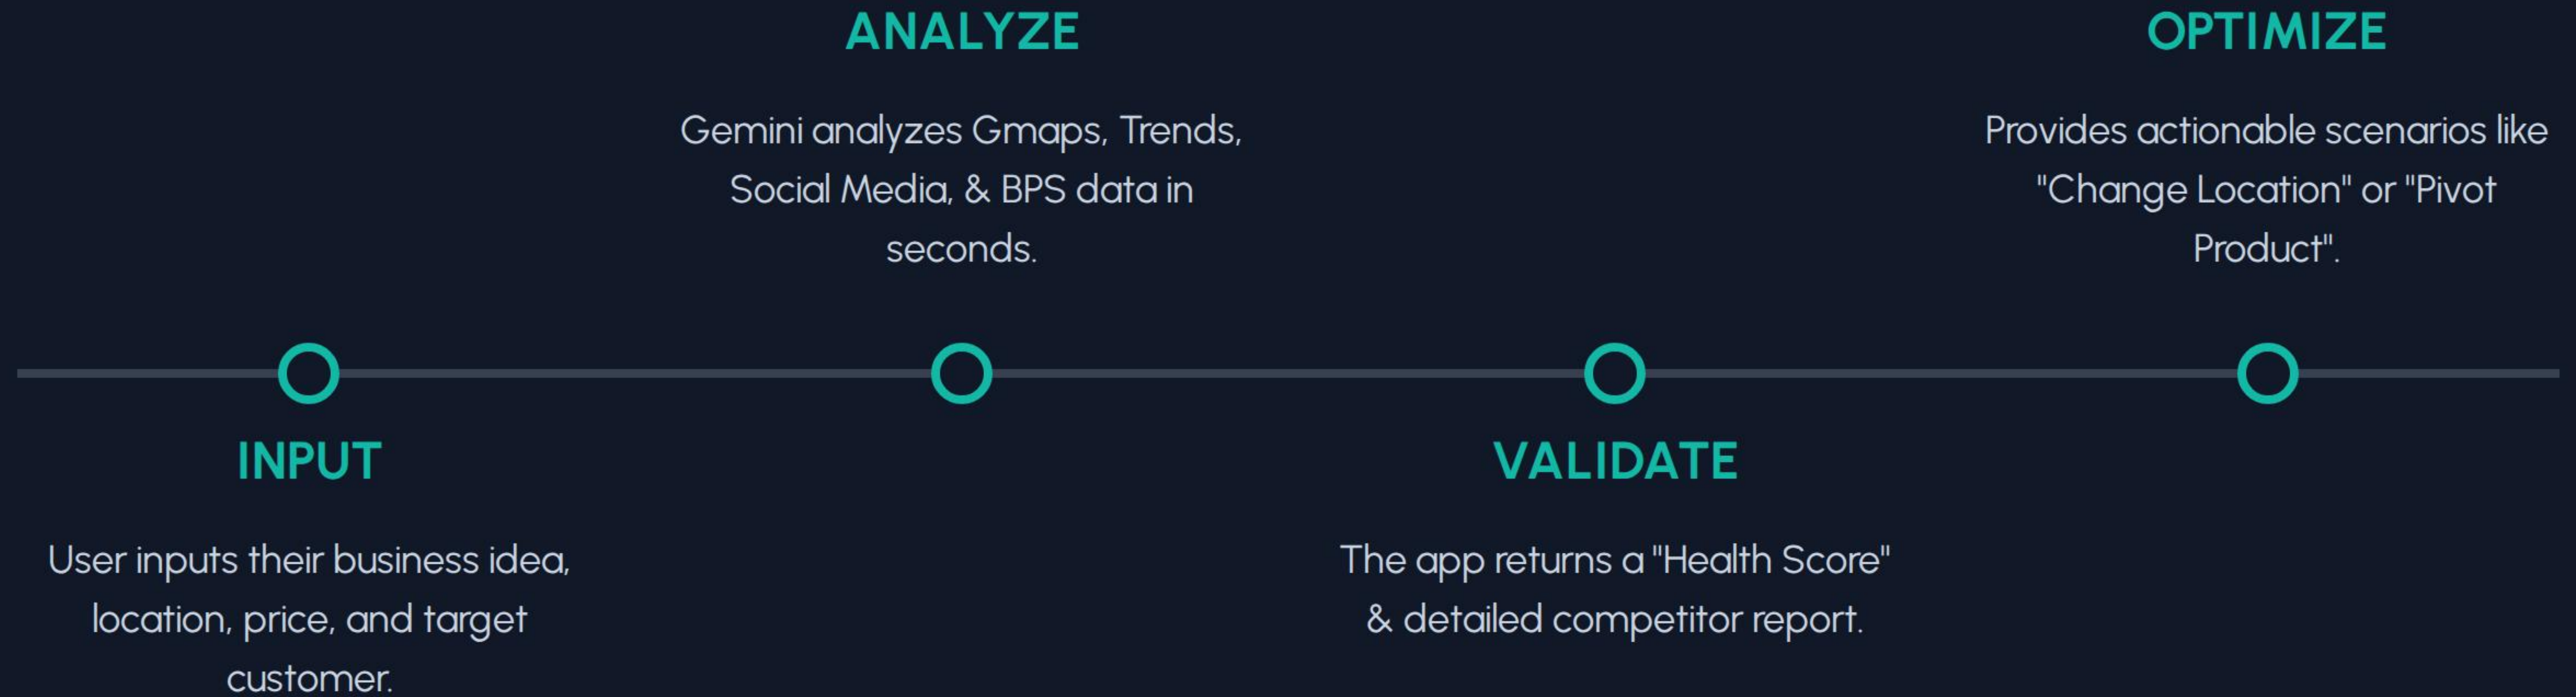 INPUT
User inputs their business idea,
location, price, and target
customer.
ANALYZE
Gemini analyzes Gmaps, Trends,
Social Media, & BPS data in
seconds.
VALIDATE
The app returns a "Health Score"
& detailed competitor report.
OPTIMIZE
Provides actionable scenarios like
"Change Location" or "Pivot
Product".